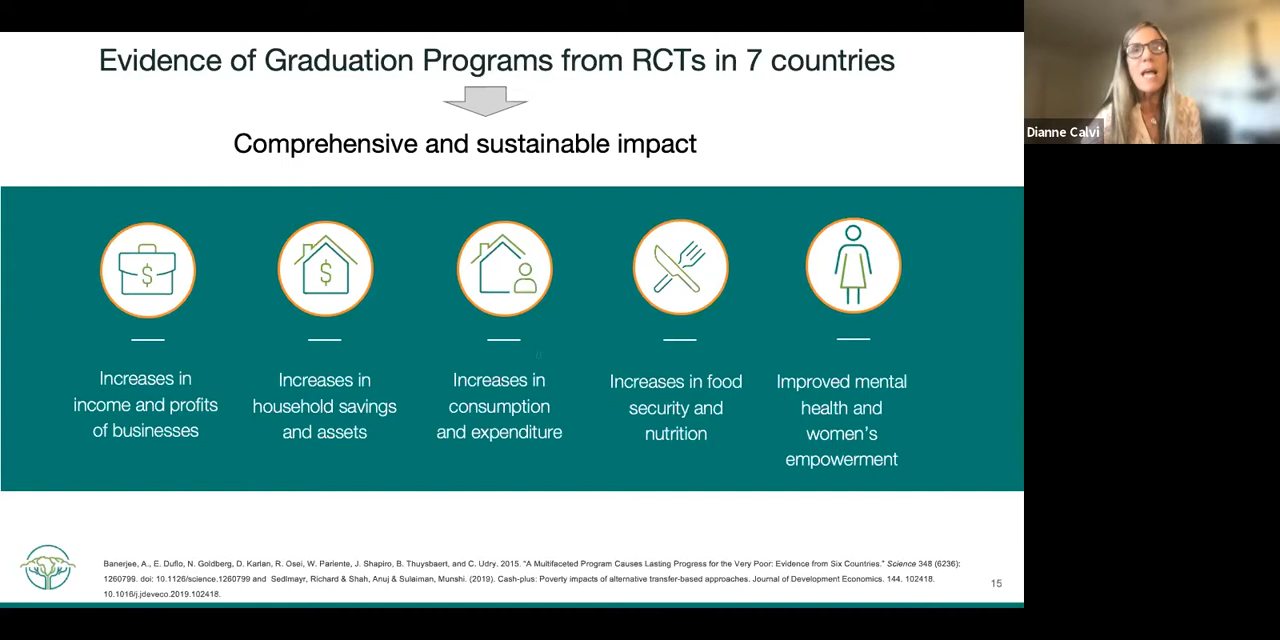 Evidence of Graduation Programs from RCTs in 7 countries
Comprehensive and sustainable impact
Dianne Calvi
$
$
Increases in
income and profits
of businesses
Increases in
household savings
and assets
Increases in
consumption
and expenditure
Increases in food
security and
nutrition
Improved mental
health and
women's
empowerment
Banerjee, A., E. Duflo, N. Goldberg, D. Karlan, R. Osei, W. Pariente, J. Shapiro, B. Thuysbaert, and C. Udry. 2015. "A Multifaceted Program Causes Lasting Progress for the Very Poor: Evidence from Six Countries." Science 348 (6236):
1260799. doi: 10.1126/science.1260799 and Sedlmayr, Richard & Shah, Anuj & Sulaiman, Munshi. (2019). Cash-plus: Poverty impacts of alternative transfer-based approaches. Journal of Development Economics. 144. 102418.
10.1016/j.jdeveco.2019.102418.
15